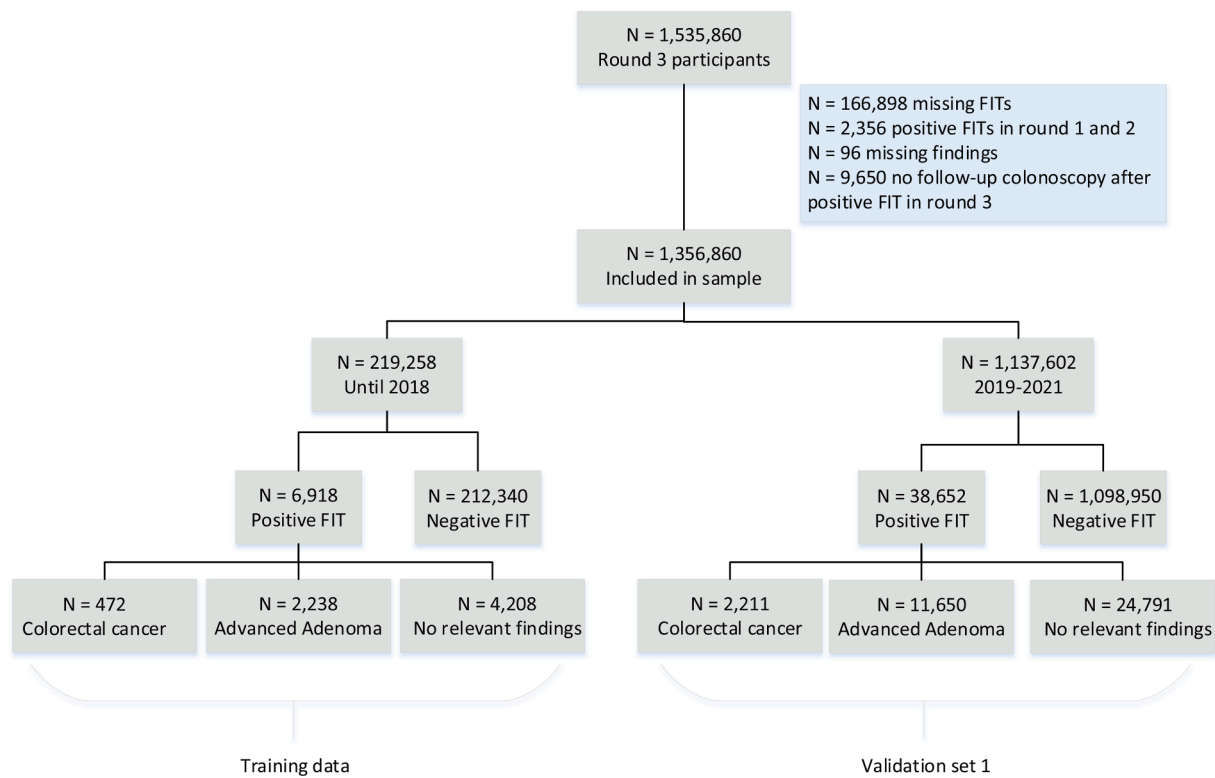 N = 1,535,860
Round 3 participants
N = 166,898 missing FITs
N = 2,356 positive FITs in round 1 and 2
N = 96 missing findings
N = 9,650 no follow-up colonoscopy after
positive FIT in round 3
N = 1,356,860
Included in sample
N = 219,258
Until 2018
N = 1,137,602
2019-2021
N = 6,918
Positive FIT
N = 212,340
Negative FIT
N = 38,652
Positive FIT
N = 1,098,950
Negative FIT
N = 472
Colorectal cancer
N = 2,238
Advanced Adenoma
N = 4,208
No relevant findings
N = 2,211
Colorectal cancer
N = 11,650
Advanced Adenoma
N = 24,791
No relevant findings
Training data
Validation set 1